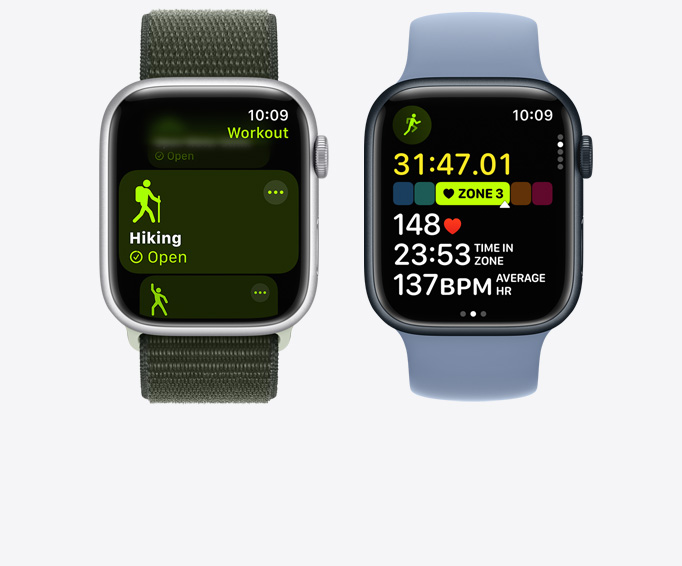 10:09
Workout
Open
Hiking
Open
10:09
31:47.01
ZONE 3
148
23:53 TIME IN ZONE
137BPM AVERAGE HR